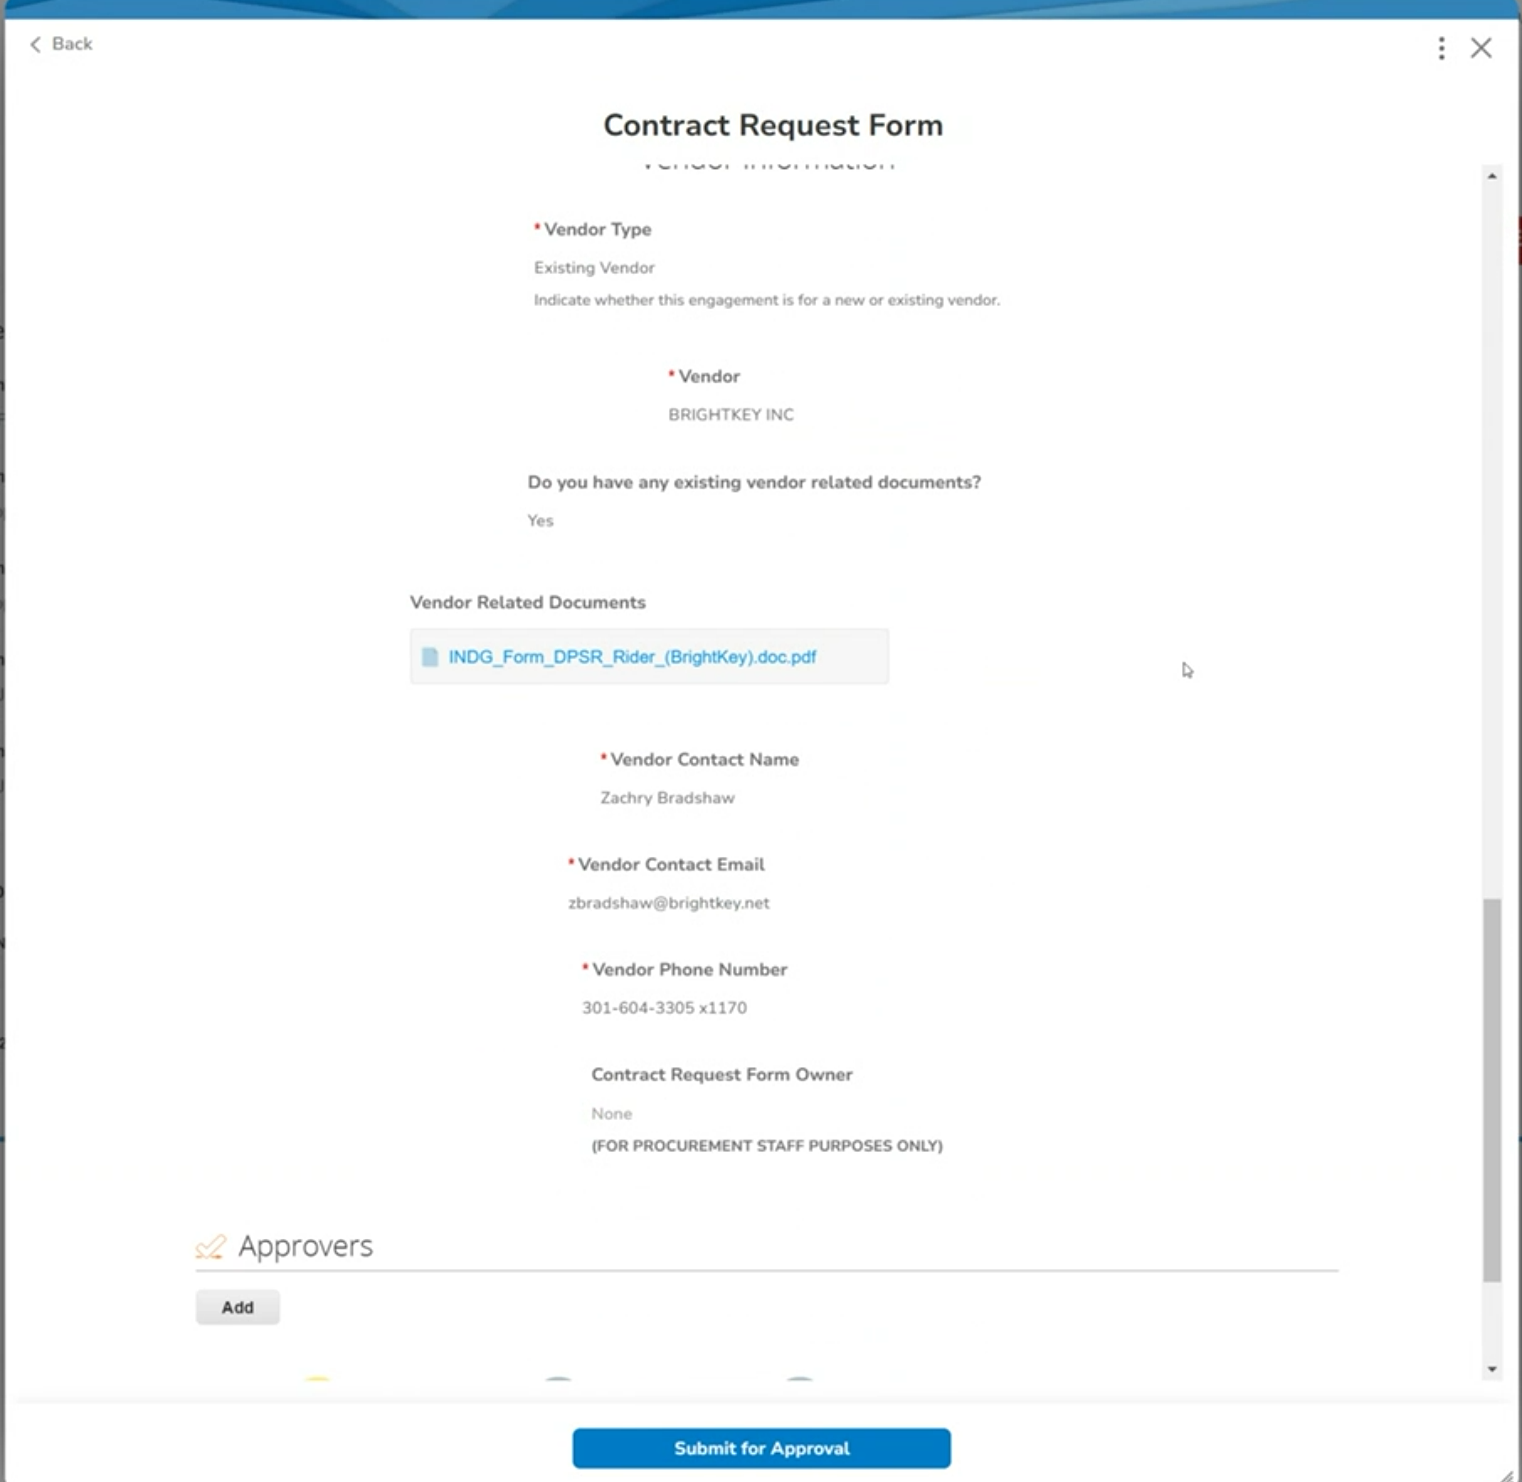 Back
Contract Request Form
Vendor Information
* Vendor Type
Existing Vendor
Indicate whether this engagement is for a new or existing vendor.
* Vendor
BRIGHTKEY INC
Do you have any existing vendor related documents?
Yes
Vendor Related Documents
INDG_Form_DPSR_Rider_(BrightKey).doc.pdf
* Vendor Contact Name
Zachry Bradshaw
* Vendor Contact Email
zbradshaw@brightkey.net
* Vendor Phone Number
301-604-3305 x1170
Contract Request Form Owner
None
(FOR PROCUREMENT STAFF PURPOSES ONLY)
Approvers
Add
Submit for Approval